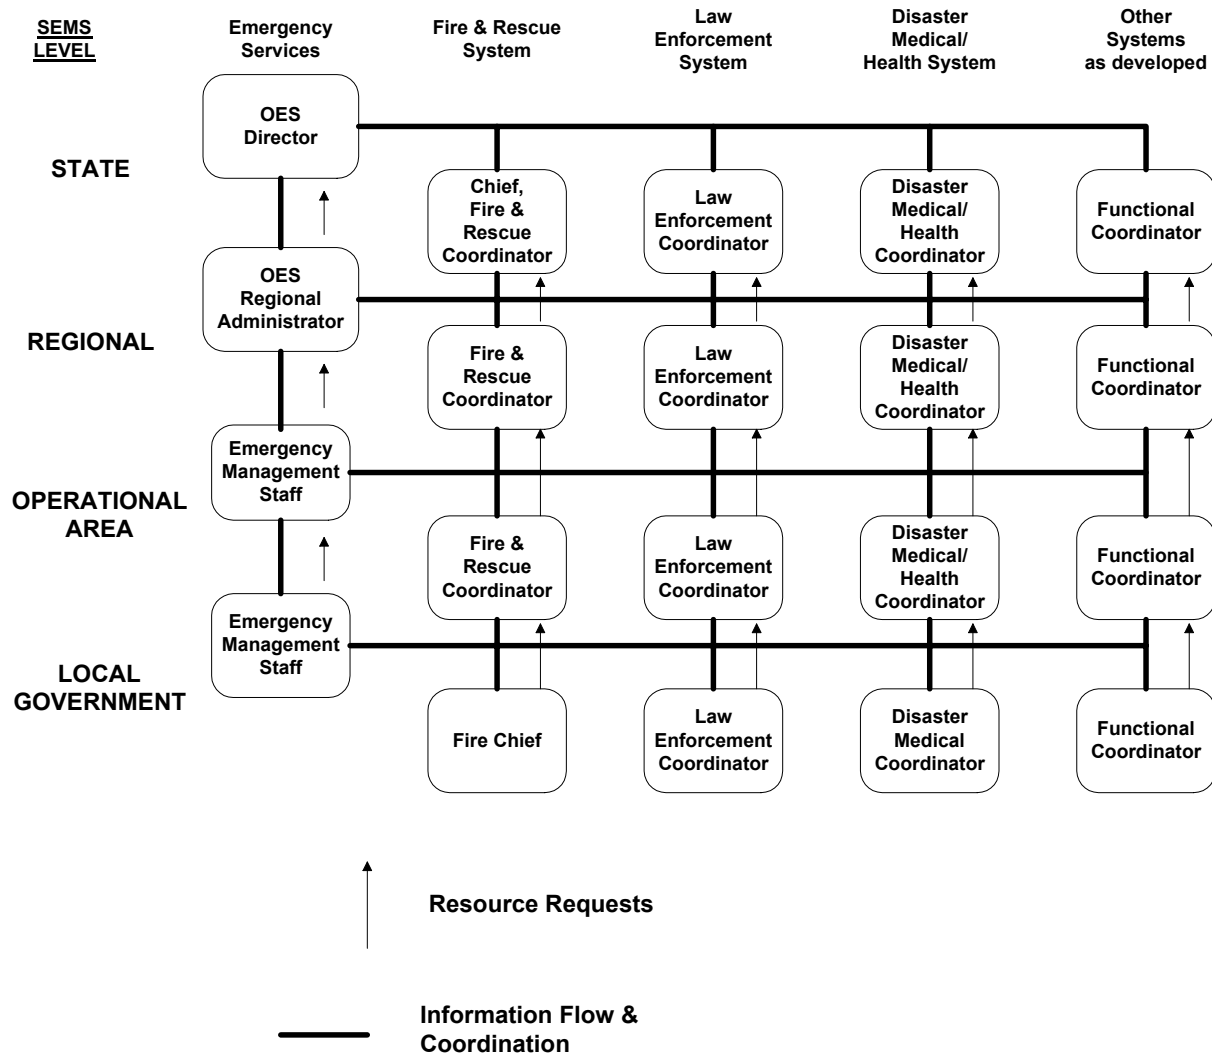 SEMS
LEVEL
Emergency
Services
Fire & Rescue
System
Law
Enforcement
System
Disaster
Medical/
Health System
Other
Systems
as developed
STATE
OES
Director
Chief,
Fire &
Rescue
Coordinator
Law
Enforcement
Coordinator
Disaster
Medical/
Health
Coordinator
Functional
Coordinator
REGIONAL
OES
Regional
Administrator
Fire &
Rescue
Coordinator
Law
Enforcement
Coordinator
Disaster
Medical/
Health
Coordinator
Functional
Coordinator
OPERATIONAL
AREA
Emergency
Management
Staff
Fire &
Rescue
Coordinator
Law
Enforcement
Coordinator
Disaster
Medical/
Health
Coordinator
Functional
Coordinator
LOCAL
GOVERNMENT
Emergency
Management
Staff
Fire Chief
Law
Enforcement
Coordinator
Disaster
Medical
Coordinator
Functional
Coordinator
Resource Requests
Information Flow &
Coordination